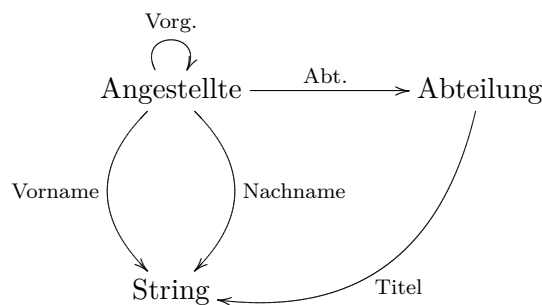 Vorg.
Angestellte
Abt.
Abteilung
Vorname
Nachname
String
Titel